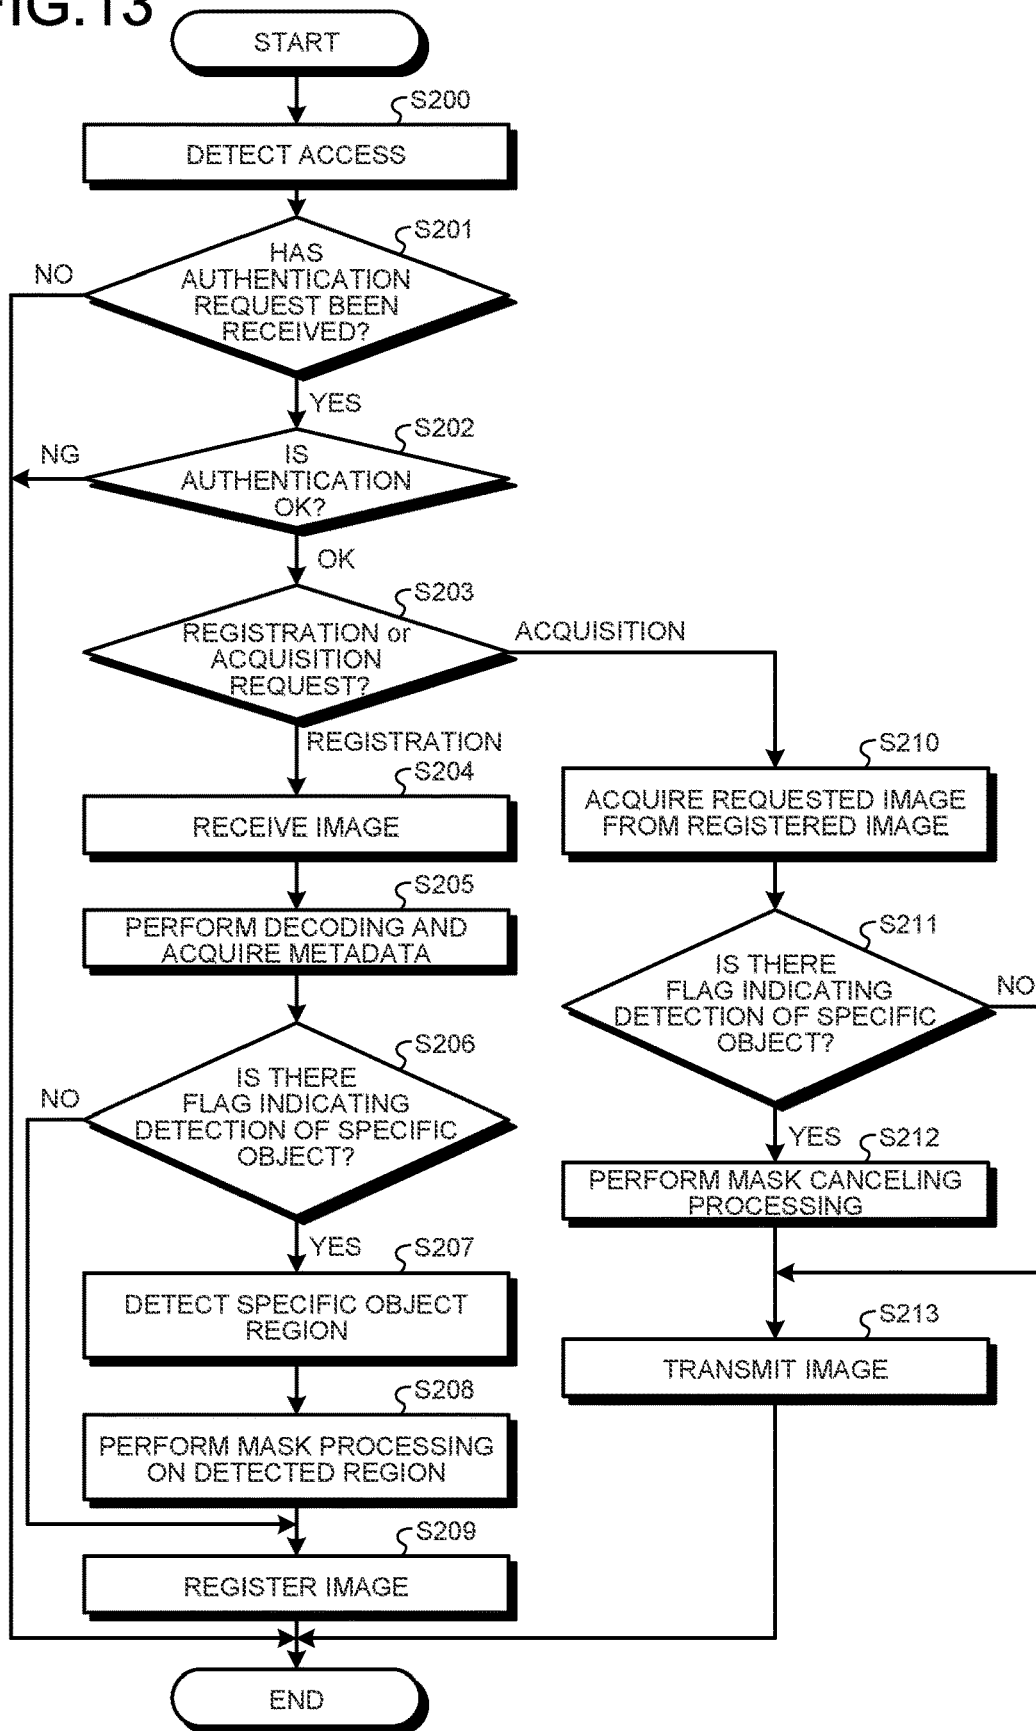 FIG.13
START
S200
DETECT ACCESS
S201
HAS
AUTHENTICATION
REQUEST BEEN
RECEIVED?
NO
YES
S202
IS
AUTHENTICATION
OK?
NG
OK
S203
REGISTRATION or
ACQUISITION
REQUEST?
ACQUISITION
REGISTRATION
S204
RECEIVE IMAGE
S205
PERFORM DECODING AND
ACQUIRE METADATA
S206
IS THERE
FLAG INDICATING
DETECTION OF SPECIFIC
OBJECT?
NO
YES
S207
DETECT SPECIFIC OBJECT
REGION
S208
PERFORM MASK PROCESSING
ON DETECTED REGION
S209
REGISTER IMAGE
S210
ACQUIRE REQUESTED IMAGE
FROM REGISTERED IMAGE
S211
IS THERE
FLAG INDICATING
DETECTION OF SPECIFIC
OBJECT?
NO
YES
S212
PERFORM MASK CANCELING
PROCESSING
S213
TRANSMIT IMAGE
END